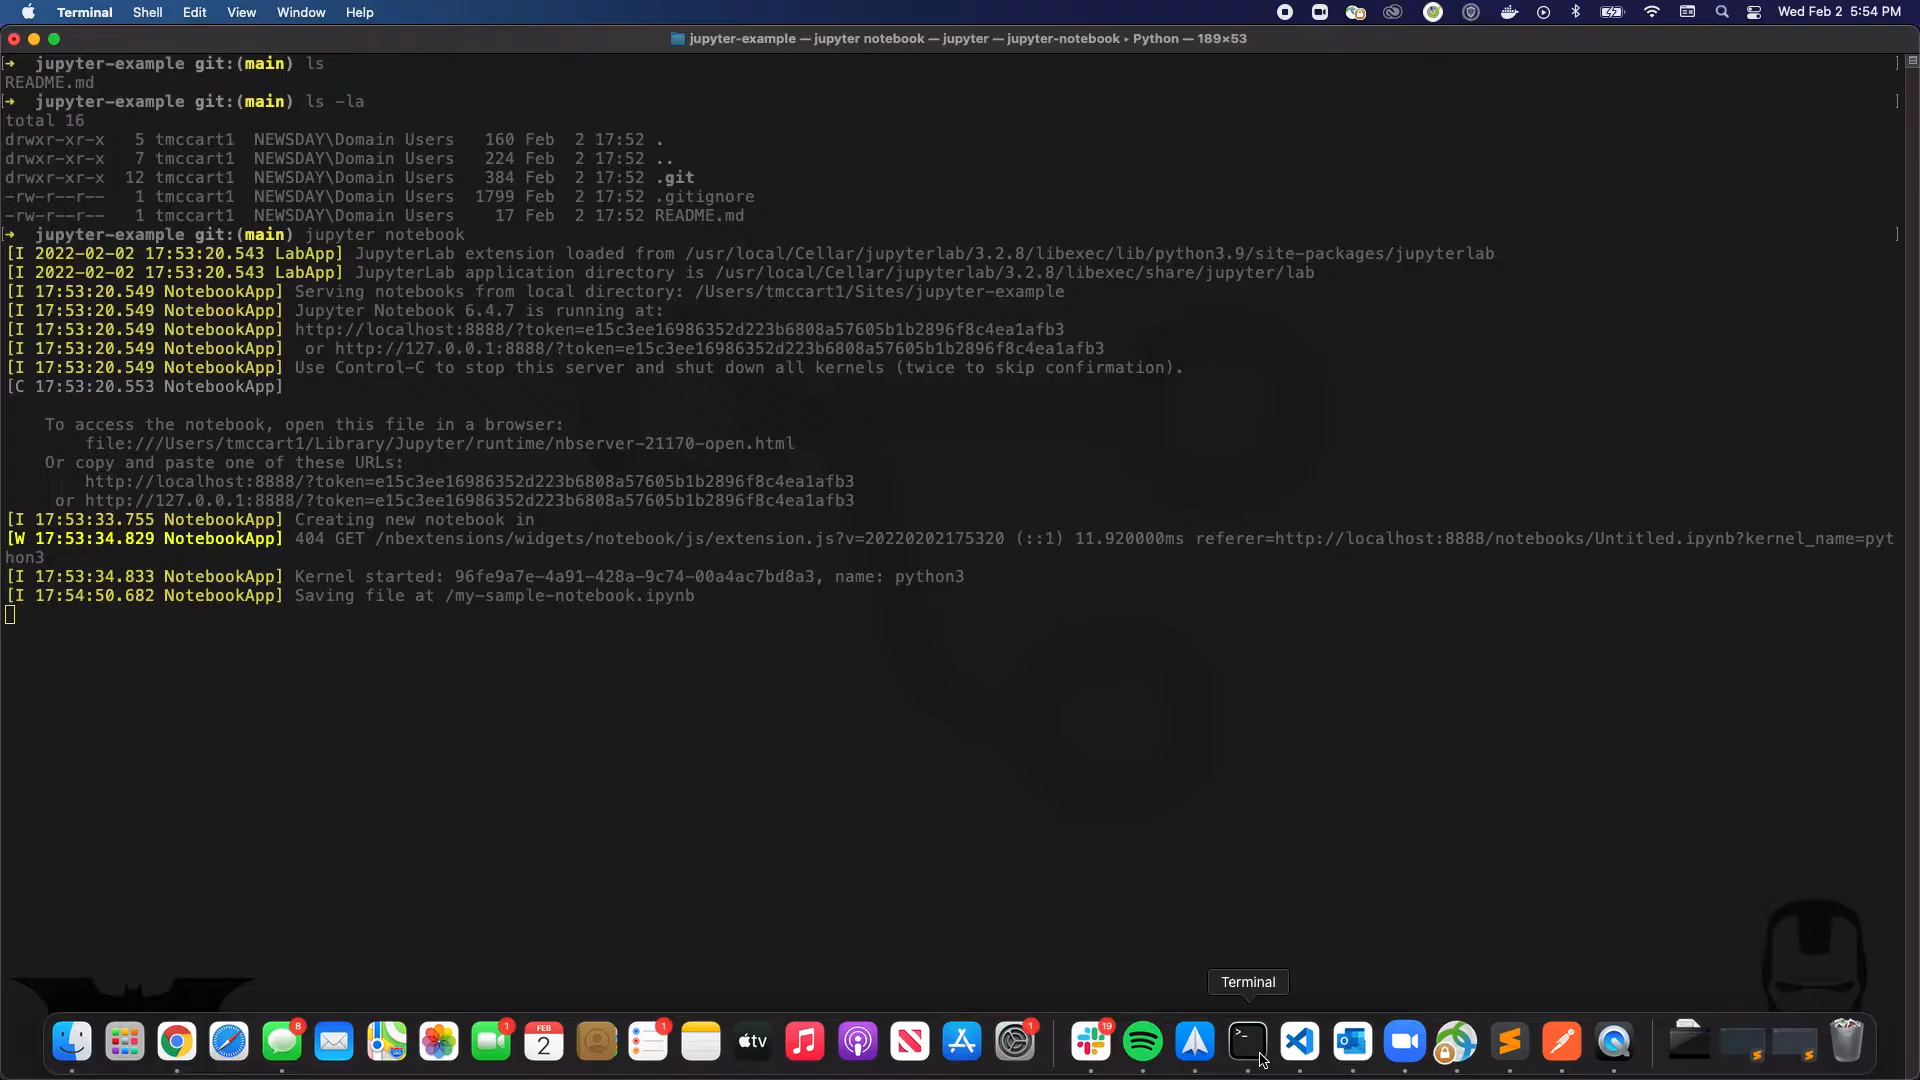 Terminal Shell Edit View Window Help Wed Feb 2 5:54 PM
jupyter-example — jupyter notebook — jupyter — jupyter-notebook ▸ Python — 189×53
[→ jupyter-example git:(main) ls ]
README.md
[→ jupyter-example git:(main) ls -la ]
total 16
drwxr-xr-x 5 tmccart1 NEWSDAY\Domain Users 160 Feb 2 17:52 .
drwxr-xr-x 7 tmccart1 NEWSDAY\Domain Users 224 Feb 2 17:52 ..
drwxr-xr-x 12 tmccart1 NEWSDAY\Domain Users 384 Feb 2 17:52 .git
-rw-r--r-- 1 tmccart1 NEWSDAY\Domain Users 1799 Feb 2 17:52 .gitignore
-rw-r--r-- 1 tmccart1 NEWSDAY\Domain Users 17 Feb 2 17:52 README.md
[→ jupyter-example git:(main) jupyter notebook ]
[I 2022-02-02 17:53:20.543 LabApp] JupyterLab extension loaded from /usr/local/Cellar/jupyterlab/3.2.8/libexec/lib/python3.9/site-packages/jupyterlab
[I 2022-02-02 17:53:20.543 LabApp] JupyterLab application directory is /usr/local/Cellar/jupyterlab/3.2.8/libexec/share/jupyter/lab
[I 17:53:20.549 NotebookApp] Serving notebooks from local directory: /Users/tmccart1/Sites/jupyter-example
[I 17:53:20.549 NotebookApp] Jupyter Notebook 6.4.7 is running at:
[I 17:53:20.549 NotebookApp] http://localhost:8888/?token=e15c3ee16986352d223b6808a57605b1b2896f8c4ea1afb3
[I 17:53:20.549 NotebookApp] or http://127.0.0.1:8888/?token=e15c3ee16986352d223b6808a57605b1b2896f8c4ea1afb3
[I 17:53:20.549 NotebookApp] Use Control-C to stop this server and shut down all kernels (twice to skip confirmation).
[C 17:53:20.553 NotebookApp]
To access the notebook, open this file in a browser:
file:///Users/tmccart1/Library/Jupyter/runtime/nbserver-21170-open.html
Or copy and paste one of these URLs:
http://localhost:8888/?token=e15c3ee16986352d223b6808a57605b1b2896f8c4ea1afb3
or http://127.0.0.1:8888/?token=e15c3ee16986352d223b6808a57605b1b2896f8c4ea1afb3
[I 17:53:33.755 NotebookApp] Creating new notebook in
[W 17:53:34.829 NotebookApp] 404 GET /nbextensions/widgets/notebook/js/extension.js?v=20220202175320 (::1) 11.920000ms referer=http://localhost:8888/notebooks/Untitled.ipynb?kernel_name=pyt
hon3
[I 17:53:34.833 NotebookApp] Kernel started: 96fe9a7e-4a91-428a-9c74-00a4ac7bd8a3, name: python3
[I 17:54:50.682 NotebookApp] Saving file at /my-sample-notebook.ipynb
Terminal
8
1
FEB
2
1
tv
1
19